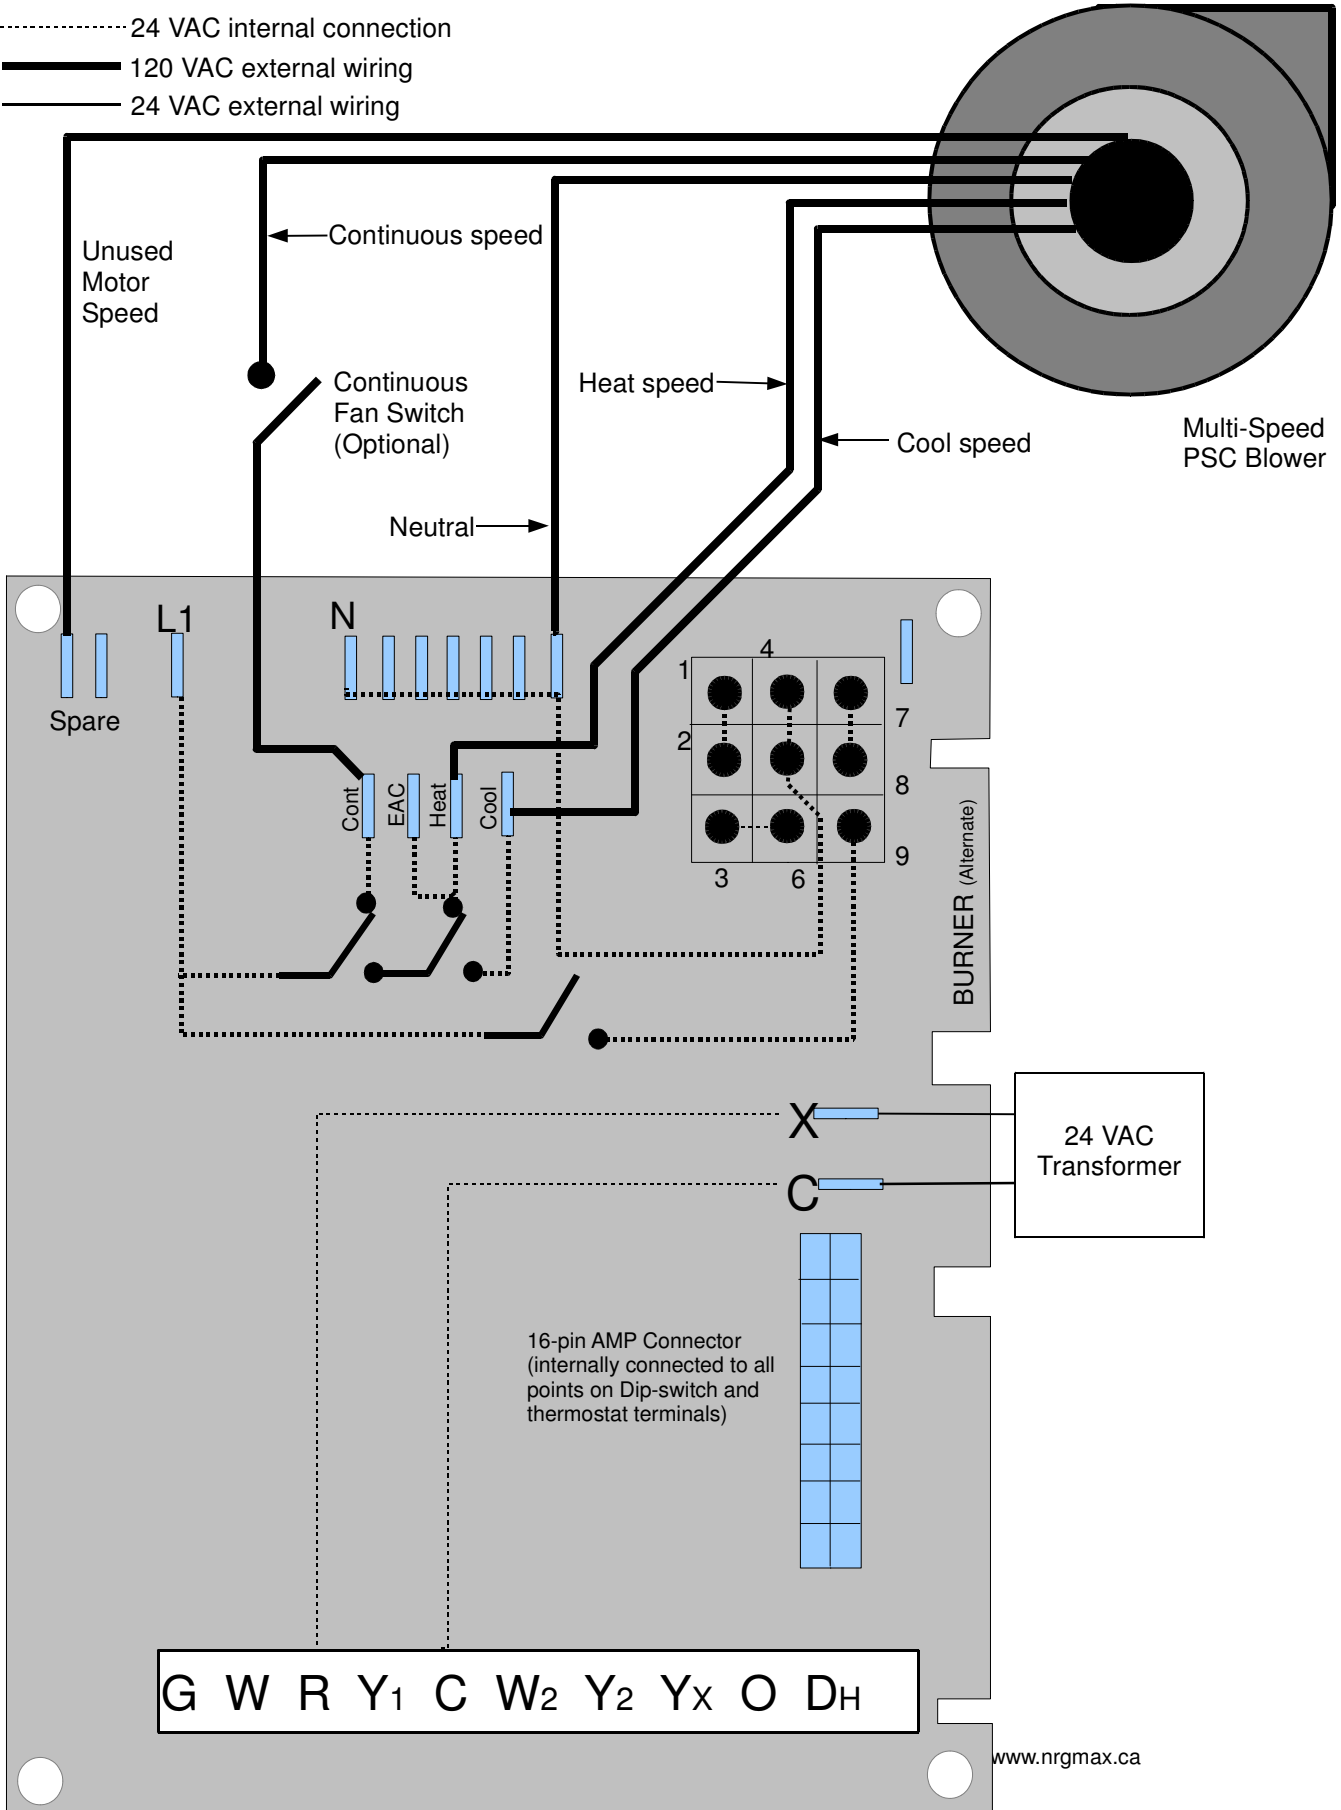 24 VAC internal connection
120 VAC external wiring
24 VAC external wiring
Unused
Motor
Speed
Continuous speed
Continuous
Fan Switch
(Optional)
Heat speed
Cool speed
Multi-Speed
PSC Blower
Neutral
L1
N
Spare
1
4
7
2
8
9
3
6
Cont
EAC
Heat
Cool
BURNER (Alternate)
X
C
24 VAC
Transformer
16-pin AMP Connector
(internally connected to all
points on Dip-switch and
thermostat terminals)
G W R Y1 C W2 Y2 YX O DH
www.nrgmax.ca